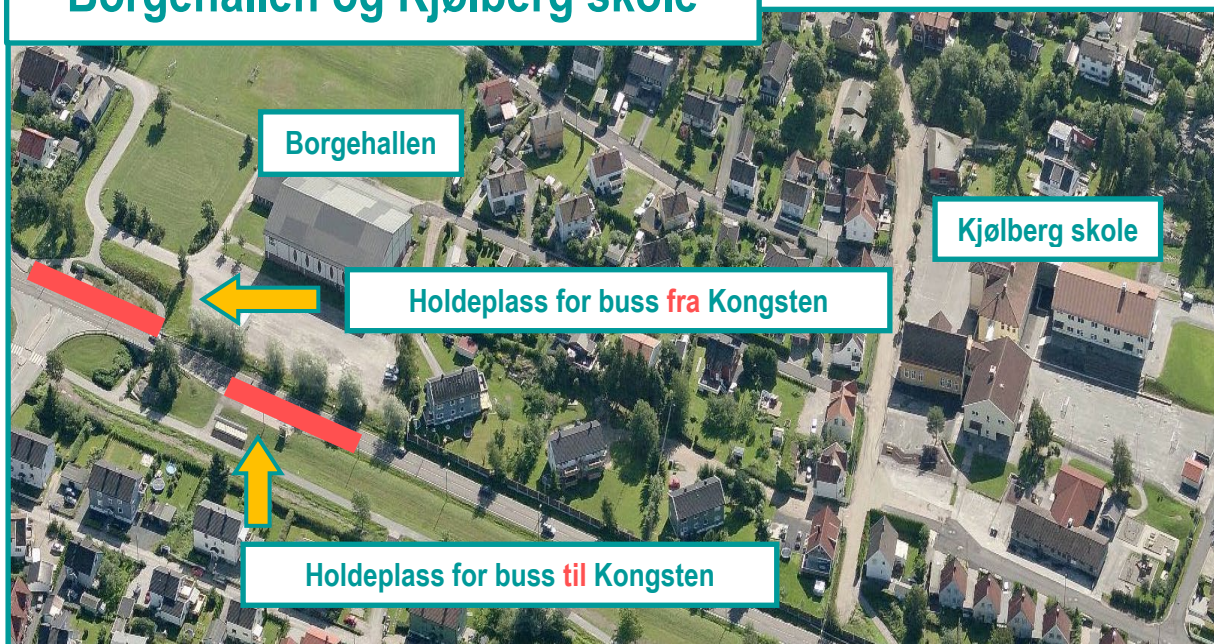 Borgehallen og Kjølberg skole
Borgehallen
Kjølberg skole
Holdeplass for buss fra Kongsten
Holdeplass for buss til Kongsten